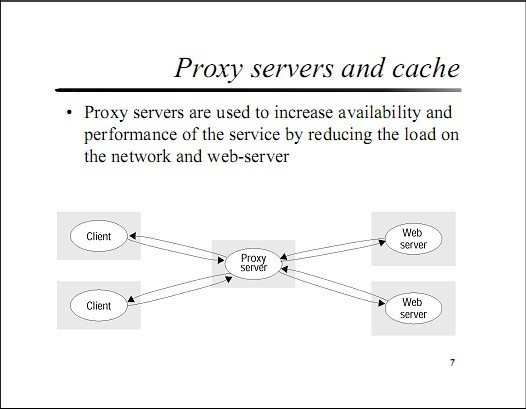 Proxy servers and cache
• Proxy servers are used to increase availability and
performance of the service by reducing the load on
the network and web-server
Client
Web
server
Proxy
server
Client
Web
server
7